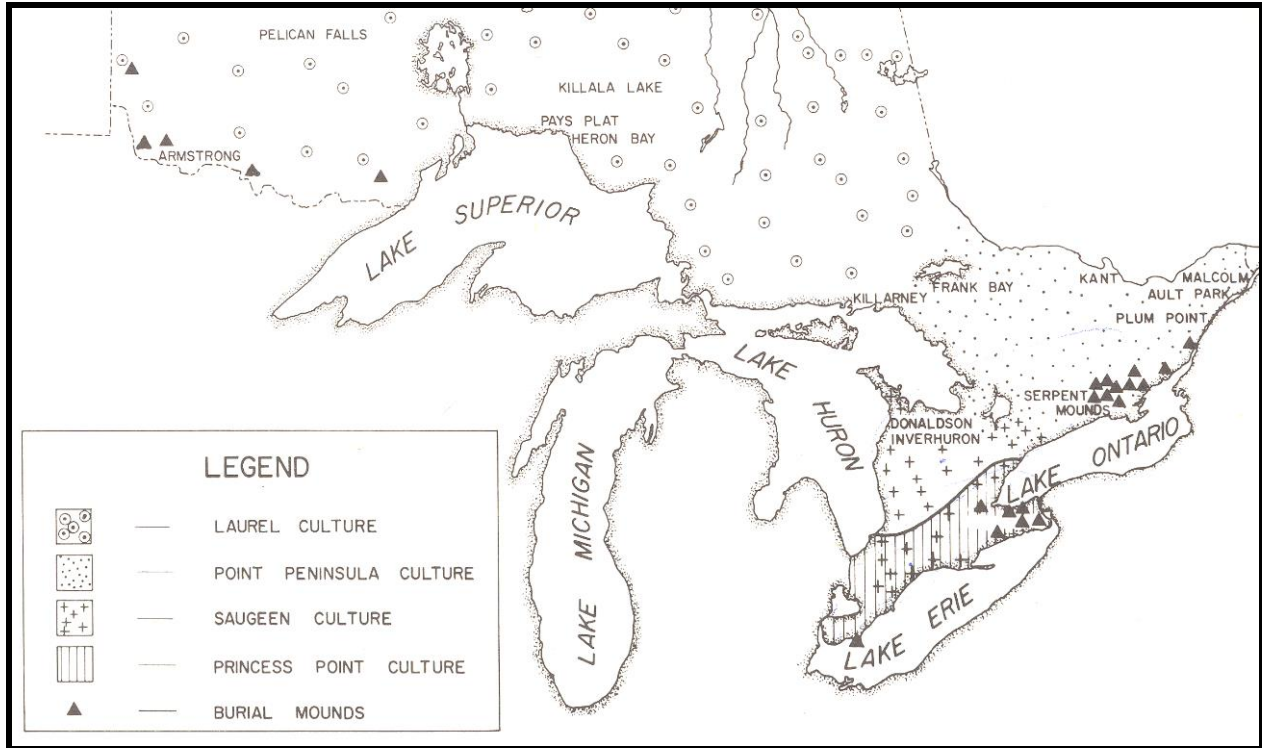 PELICAN FALLS
KILLALA LAKE
PAYS PLAT
HERON BAY
ARMSTRONG
LAKE SUPERIOR
KILLARNEY
FRANK BAY
KANT
MALCOLM
AULT PARK
PLUM POINT
LAKE HURON
SERPENT
MOUNDS
DONALDSON
INVERHURON
LAKE ONTARIO
LAKE MICHIGAN
LAKE ERIE
LEGEND
LAUREL CULTURE
POINT PENINSULA CULTURE
SAUGEEN CULTURE
PRINCESS POINT CULTURE
BURIAL MOUNDS